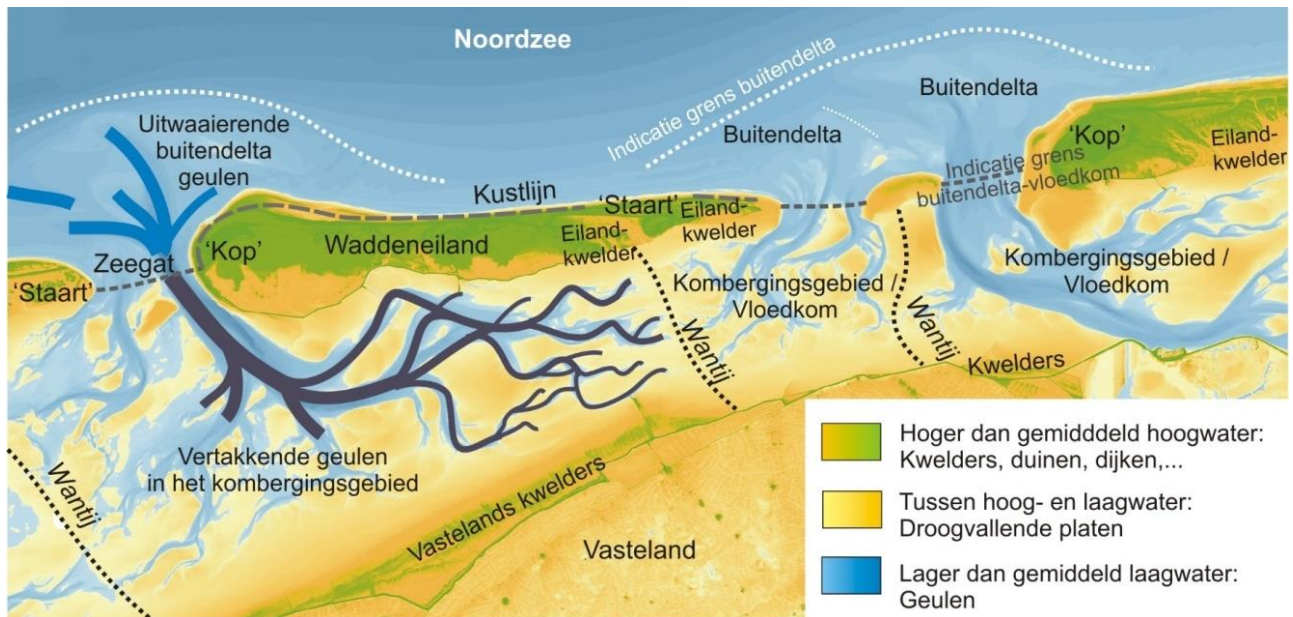 Noordzee
Indicatie grens buitendelta
Buitendelta
Uitwaaierende
buitendelta
geulen
Buitendelta
'Kop'
Eiland-
kwelder
Indicatie grens
buitendelta-vloedkom
Kustlijn
'Staart'
Eiland-
kwelder
'Kop'
Waddeneiland
Eiland-
kwelder
Zeegat
'Staart'
Kombergingsgebied /
Vloedkom
Kombergingsgebied /
Vloedkom
Wantij
Wantij
Kwelders
Vertakkende geulen
in het kombergingsgebied
Wantij
Vastelands kwelders
Vasteland
Hoger dan gemidddeld hoogwater:
Kwelders, duinen, dijken,...
Tussen hoog- en laagwater:
Droogvallende platen
Lager dan gemiddeld laagwater:
Geulen